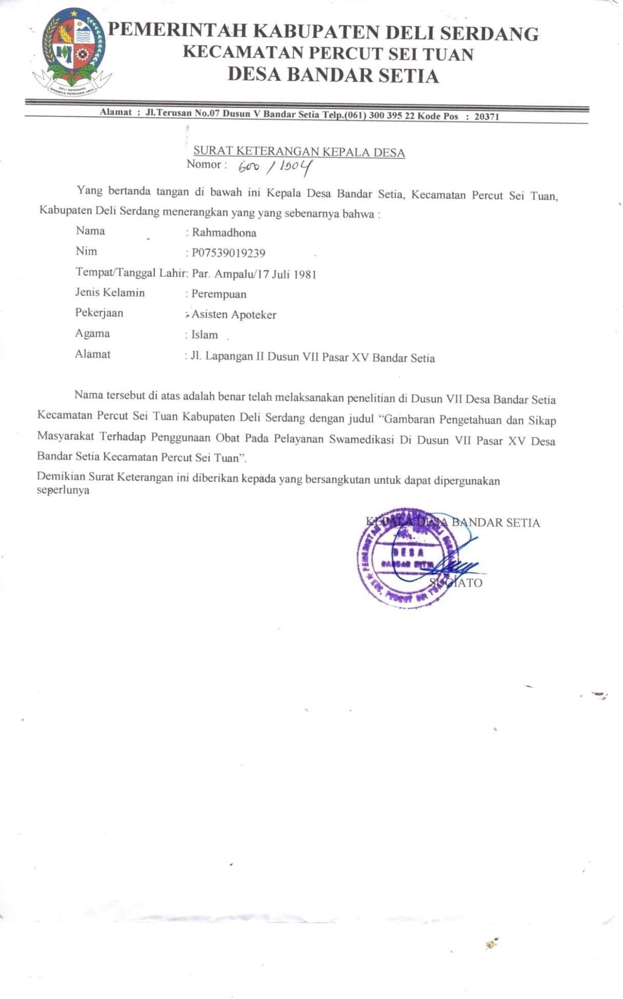 PEMERINTAH KABUPATEN DELI SERDANG
KECAMATAN PERCUT SEI TUAN
DESA BANDAR SETIA
DELI SERDANG
BHINEKA PERKASA JAYA
Alamat : Jl.Terusan No.07 Dusun V Bandar Setia Telp.(061) 300 395 22 Kode Pos : 20371
SURAT KETERANGAN KEPALA DESA
Nomor : 600 / 1504
Yang bertanda tangan di bawah ini Kepala Desa Bandar Setia, Kecamatan Percut Sei Tuan,
Kabupaten Deli Serdang menerangkan yang yang sebenarnya bahwa :
Nama : Rahmadhona
Nim : P07539019239
Tempat/Tanggal Lahir: Par. Ampalu/17 Juli 1981
Jenis Kelamin : Perempuan
Pekerjaan : Asisten Apoteker
Agama : Islam
Alamat : Jl. Lapangan II Dusun VII Pasar XV Bandar Setia
Nama tersebut di atas adalah benar telah melaksanakan penelitian di Dusun VII Desa Bandar Setia
Kecamatan Percut Sei Tuan Kabupaten Deli Serdang dengan judul “Gambaran Pengetahuan dan Sikap
Masyarakat Terhadap Penggunaan Obat Pada Pelayanan Swamedikasi Di Dusun VII Pasar XV Desa
Bandar Setia Kecamatan Percut Sei Tuan”.
Demikian Surat Keterangan ini diberikan kepada yang bersangkutan untuk dapat dipergunakan
seperlunya
KEPALA DESA BANDAR SETIA
DESA
BANDAR SETIA
KEC. PERCUT SEI TUAN
SUGIATO